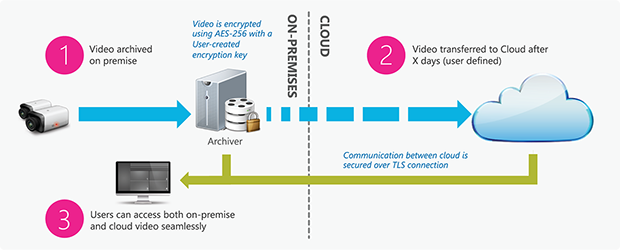 1
Video archived
on premise
Video is encrypted
using AES-256 with a
User-created
encryption key
ON-PREMISES
CLOUD
2
Video transferred to Cloud after
X days (user defined)
Archiver
Communication between cloud is
secured over TLS connection
3
Users can access both on-premise
and cloud video seamlessly